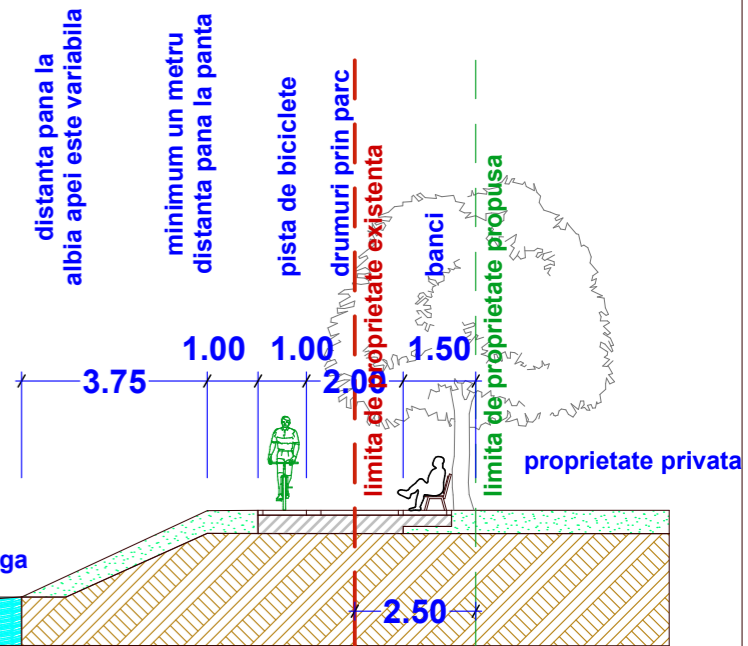 distanta pana la
albia apei este variabila
minimum un metru
distanta pana la panta
pista de biciclete
drumuri prin parc
limita de proprietate existenta
banci
limita de proprietate propusa
1.00
1.00
1.50
3.75
2.00
proprietate privata
2.50